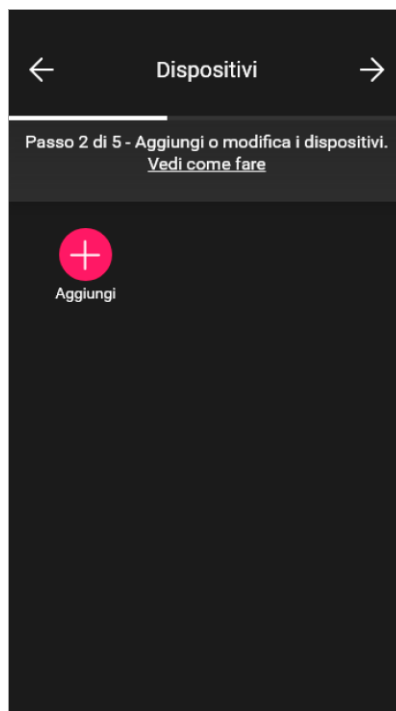 Dispositivi
Passo 2 di 5 - Aggiungi o modifica i dispositivi.
Vedi come fare
Aggiungi